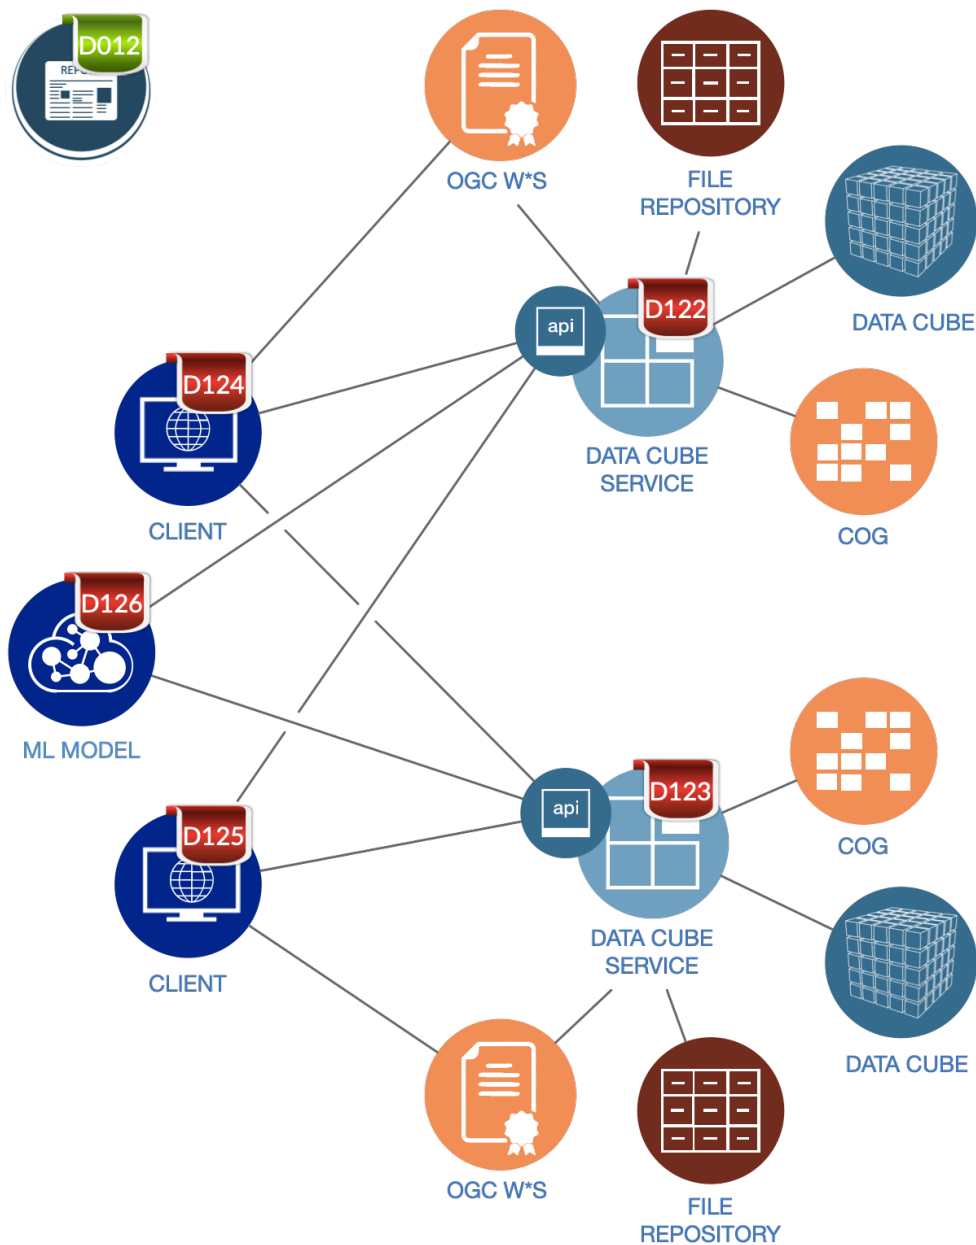 D012
REPO
OGC W*S
FILE
REPOSITORY
DATA CUBE
D122
api
DATA CUBE
SERVICE
D124
CLIENT
COG
D126
ML MODEL
COG
D123
api
D125
CLIENT
DATA CUBE
SERVICE
DATA CUBE
OGC W*S
FILE
REPOSITORY